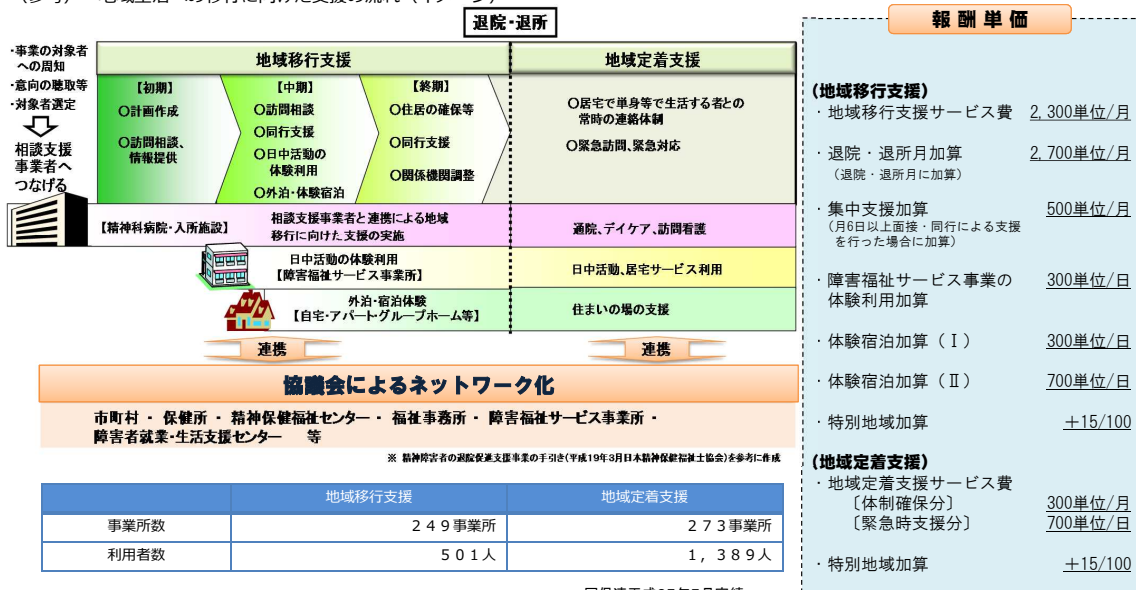 退院・退所
・事業の対象者
への周知
・意向の聴取等
・対象者選定
相談支援
事業者へ
つなげる
地域移行支援
地域定着支援
【初期】
〇計画作成
〇訪問相談、
情報提供
【中期】
〇訪問相談
〇同行支援
〇日中活動の
体験利用
〇外泊・体験宿泊
【終期】
〇住居の確保等
〇同行支援
〇関係機関調整
〇居宅で単身等で生活する者との
常時の連絡体制
〇緊急訪問、緊急対応
【精神科病院・入所施設】
相談支援事業者と連携による地域
移行に向けた支援の実施
通院、デイケア、訪問看護
日中活動の体験利用
【障害福祉サービス事業所】
日中活動、居宅サービス利用
外泊・宿泊体験
【自宅・アパートグループホーム等】
住まいの場の支援
連携
連携
協議会によるネットワーク化
市町村 ・ 保健所 ・ 精神保健福祉センター ・ 福祉事務所 ・ 障害福祉サービス事業所 ・
障害者就業・生活支援センター 等
※ 精神障害者の退院促進支援事業の手引き(平成19年3月日本精神保健福祉士協会)を参考に作成
地域移行支援 地域定着支援
事業所数 249事業所 273事業所
利用者数 501人 1,389人
報酬単価
(地域移行支援)
・地域移行支援サービス費 2,300単位/月
・退院・退所月加算 2,700単位/月
(退院・退所月に加算)
・集中支援加算 500単位/月
(月6日以上面接・同行による支援
を行った場合に加算)
・障害福祉サービス事業の 300単位/日
体験利用加算
・体験宿泊加算(Ⅰ) 300単位/日
・体験宿泊加算(Ⅱ) 700単位/日
・特別地域加算 +15/100
(地域定着支援)
・地域定着支援サービス費
〔体制確保分〕 300単位/月
〔緊急時支援分〕 700単位/日
・特別地域加算 +15/100